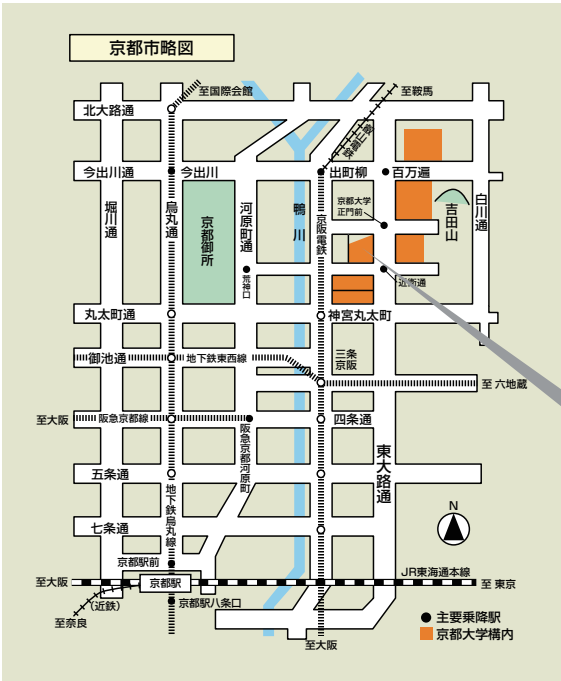 京都市略図
至国際会館
至鞍馬
北大路通
叡山電鉄
今出川通
今出川
出町柳
百万遍
堀川通
烏丸通
京都御所
河原町通
鴨川
京阪電鉄
京都大学
正門前
吉田山
白川通
荒神口
近衛通
丸太町通
神宮丸太町
御池通
地下鉄東西線
三条
京阪
至 六地蔵
至大阪
阪急京都線
四条通
阪急京都河原町
東大路通
五条通
地下鉄烏丸線
七条通
N
京都駅前
JR東海道本線
至大阪
京都駅
至 東京
(近鉄)
京都駅八条口
至奈良
至大阪
主要乗降駅
京都大学構内